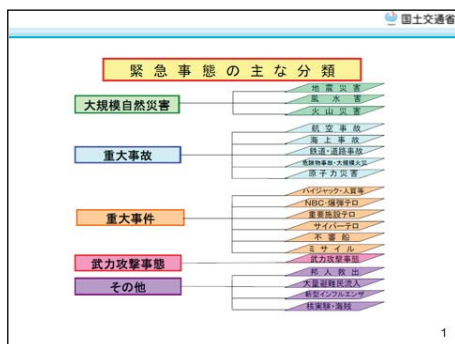 国土交通省
緊急事態の主な分類
大規模自然災害
地震災害
風水害
火山災害
重大事故
航空事故
海上事故
鉄道・道路事故
危険物事故・大規模火災
原子力災害
重大事件
ハイジャック・人質等
NBC・爆弾テロ
重要施設テロ
サイバーテロ
不審船
ミサイル
武力攻撃事態
武力攻撃事態
その他
邦人救出
大量避難民流入
新型インフルエンザ
核実験・海賊
1